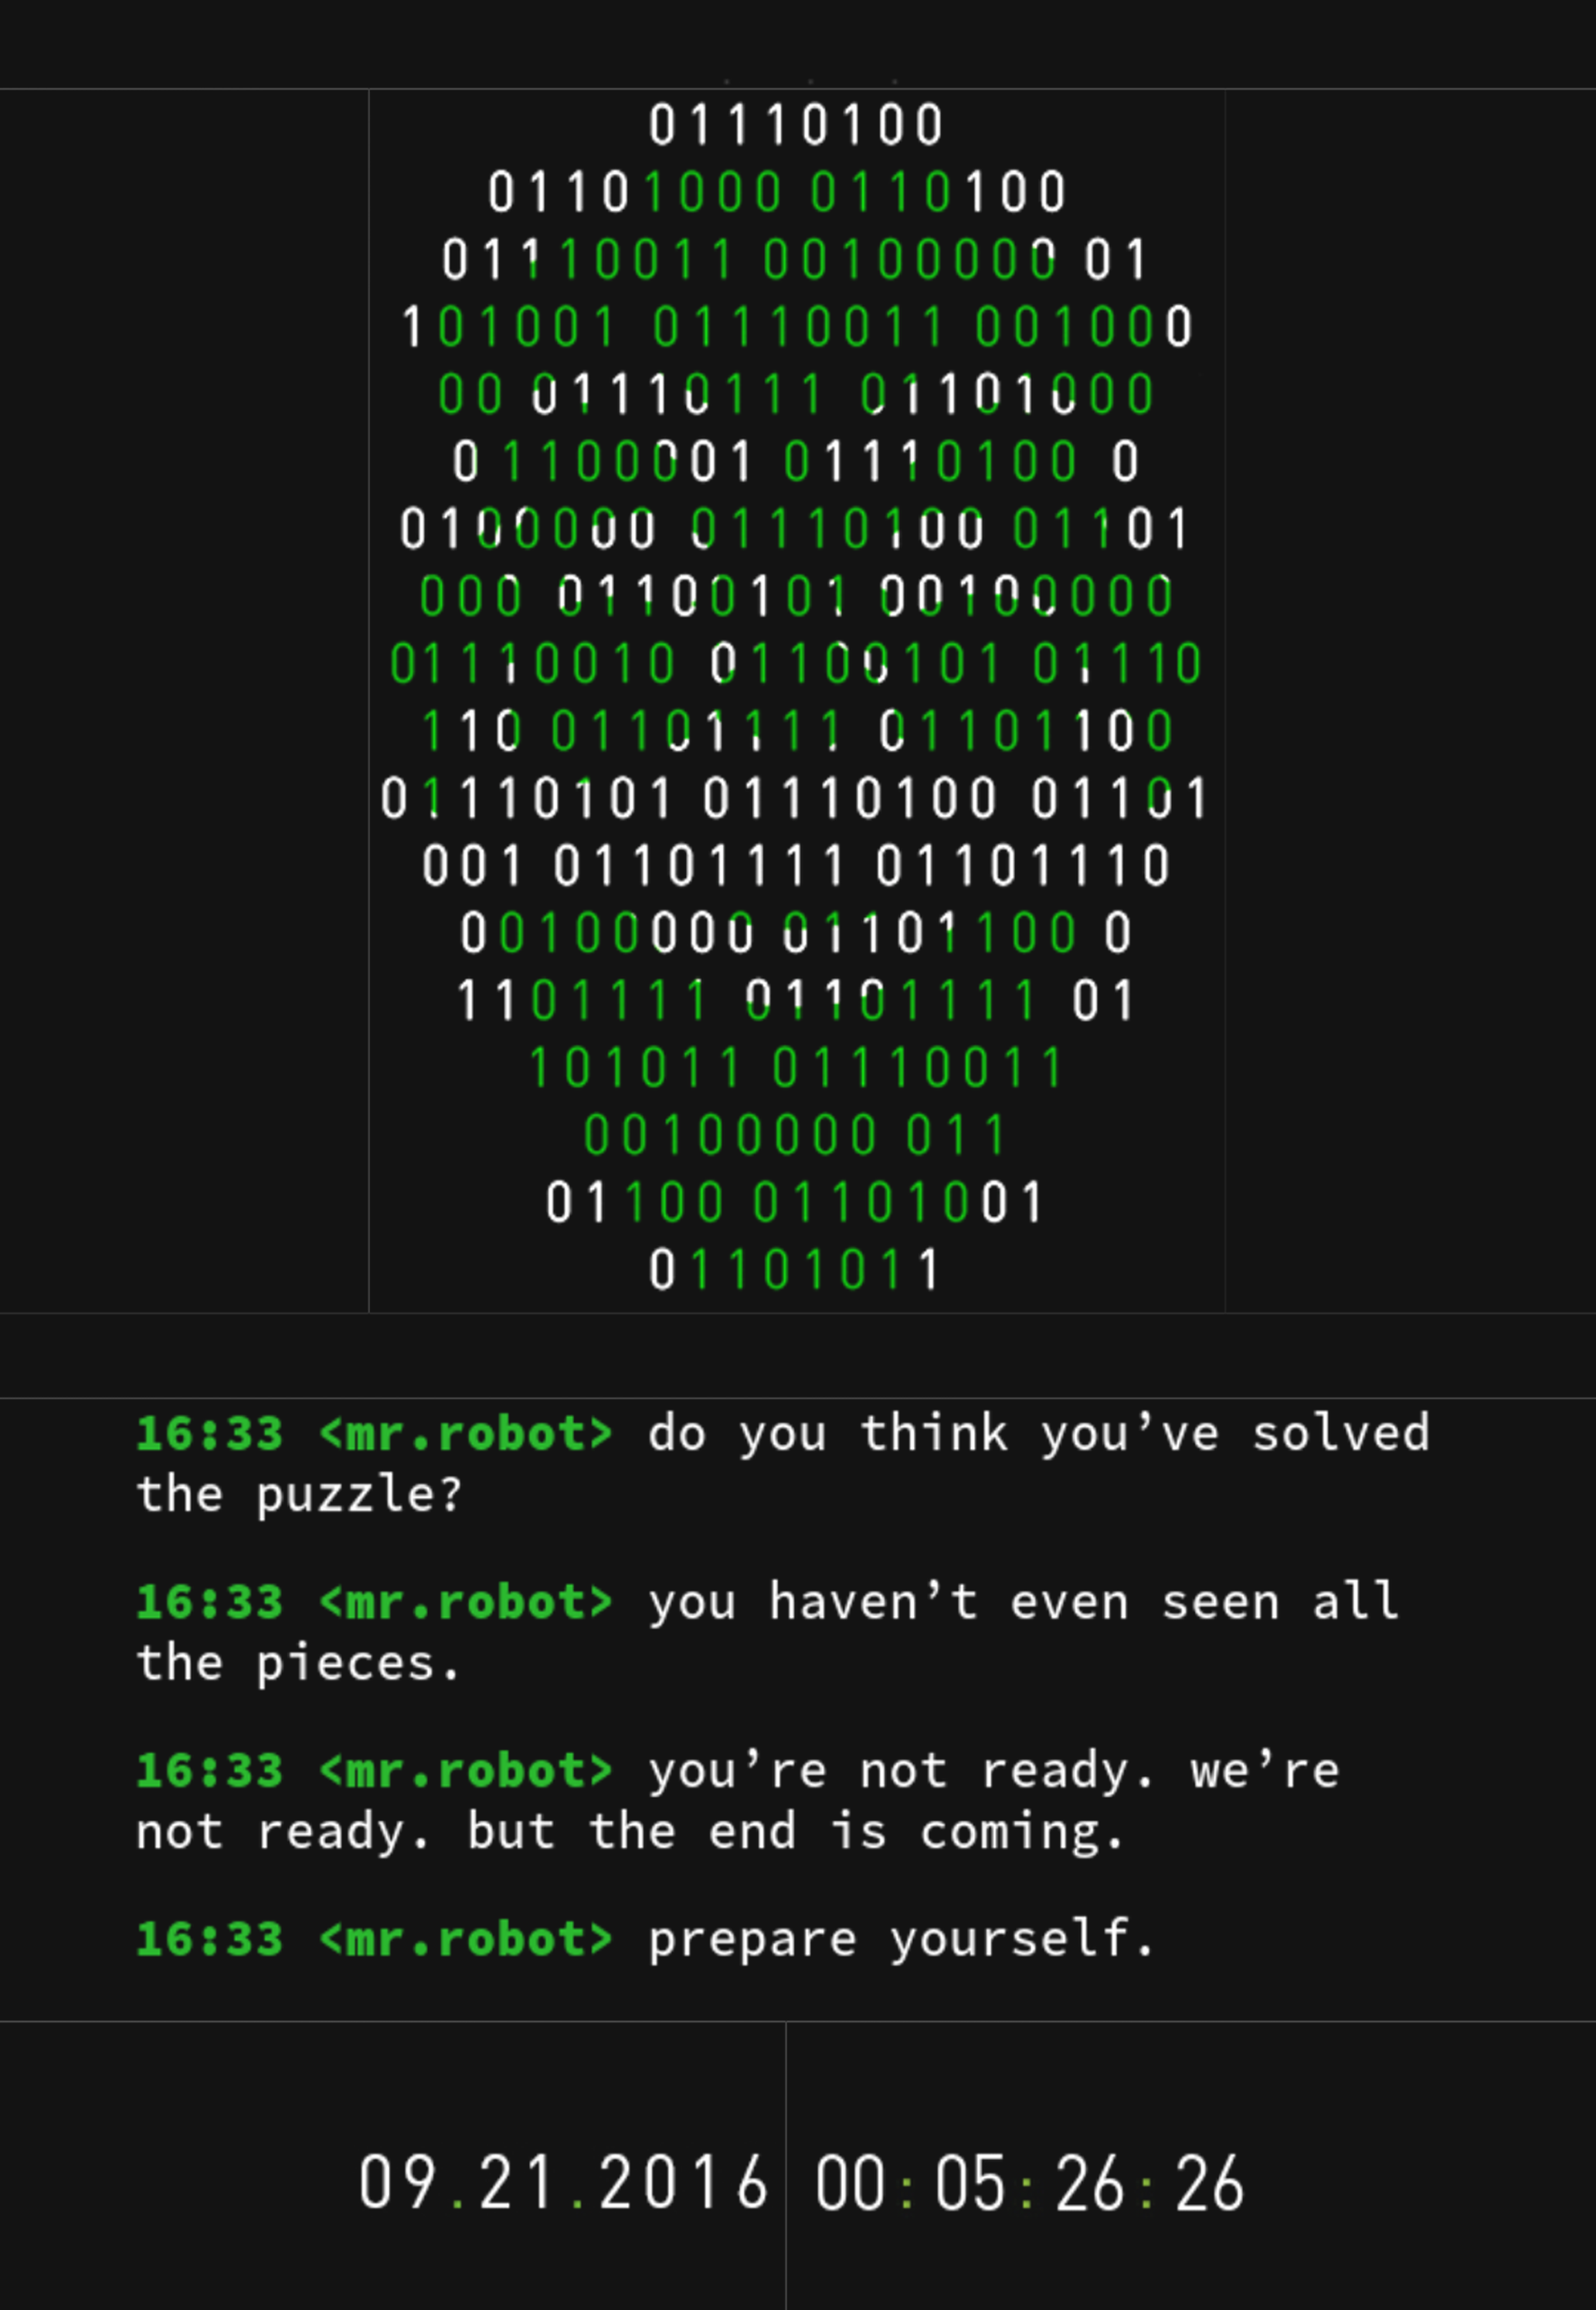 01110100
01101000 0110100
01110011 00100000 01
101001 01110011 001000
00 01110111 01101000
0 1100001 01110100 0
0100000 01110100 01101
000 01100101 00100000
01110010 01100101 01110
110 01101111 01101100
01110101 01110100 01101
001 01101111 01101110
00100000 01101100 0
1101111 01101111 01
101011 01110011
00100000 011
01100 01101001
01101011
16:33 <mr.robot> do you think you’ve solved
the puzzle?
16:33 <mr.robot> you haven’t even seen all
the pieces.
16:33 <mr.robot> you’re not ready. we’re
not ready. but the end is coming.
16:33 <mr.robot> prepare yourself.
09.21.2016 00:05:26:26